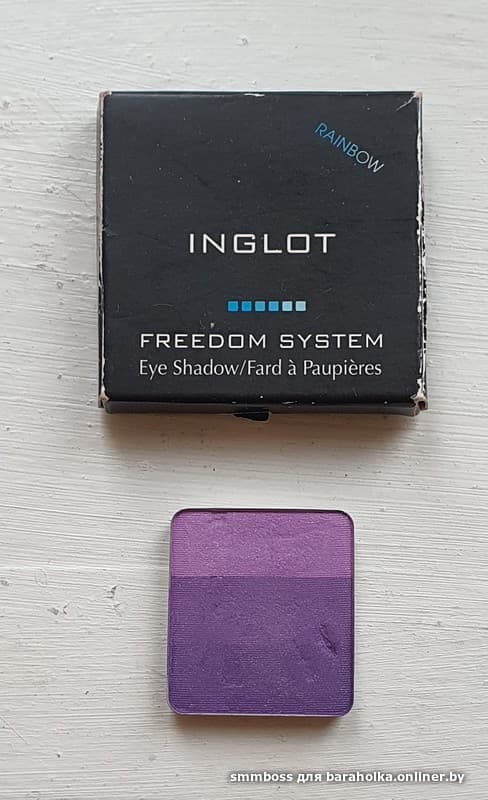 RAINBOW
INGLOT
FREEDOM SYSTEM
Eye Shadow/Fard à Paupières
smmboss для baraholka.onliner.by